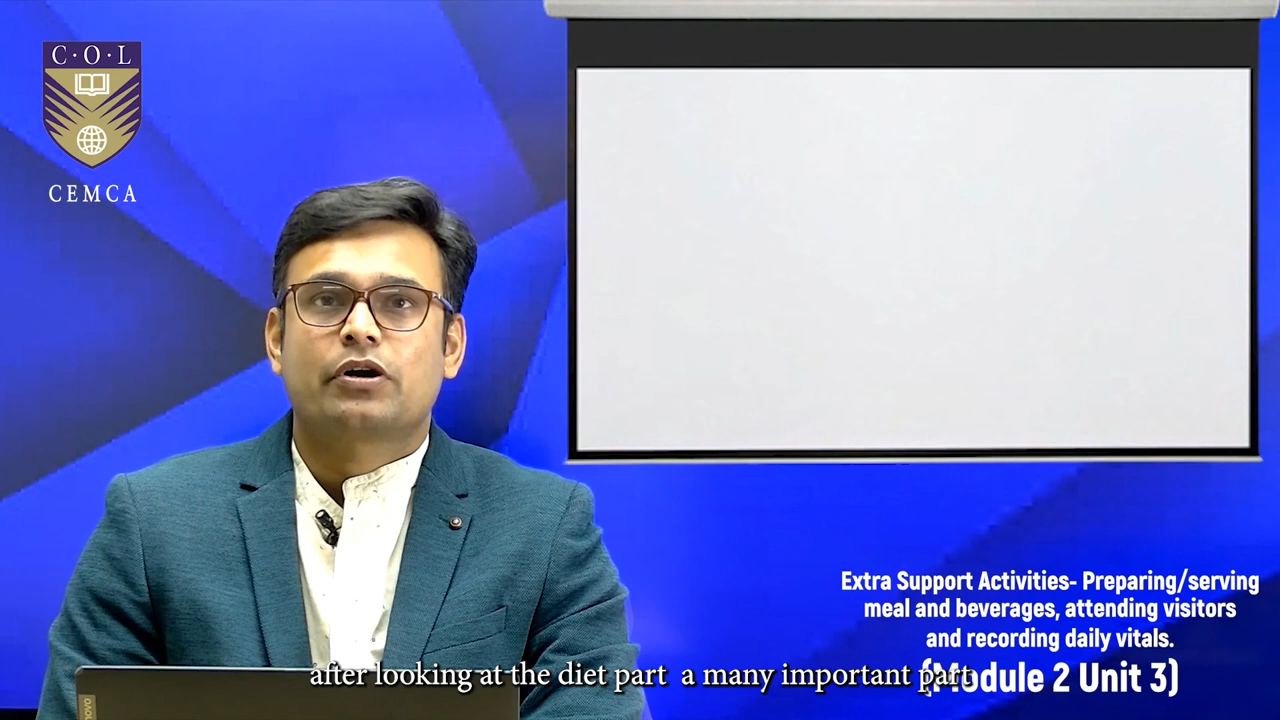 C·O·L
CEMCA
Extra Support Activities- Preparing/serving
meal and beverages, attending visitors
and recording daily vitals.
(Module 2 Unit 3)
after looking at the diet part a many important part